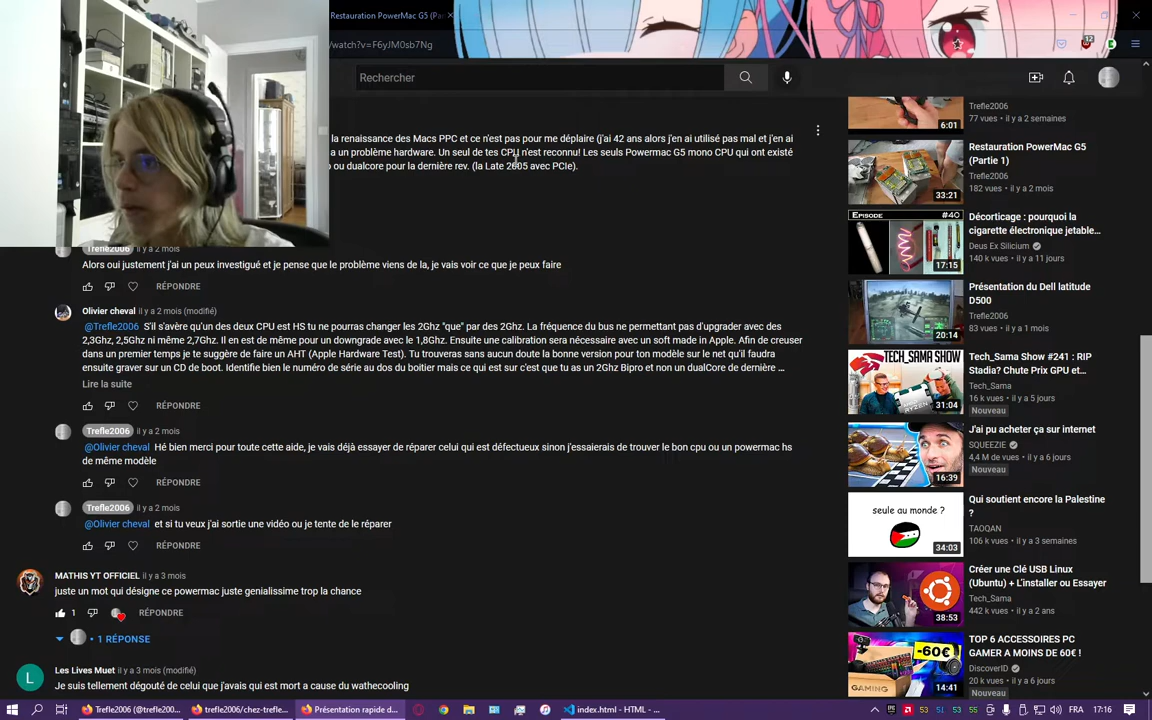 Restauration PowerMac G5 (Par
/watch?v=F6yJM0sb7Ng
12
Rechercher
la renaissance des Macs PPC et ce n'est pas pour me déplaire (j'ai 42 ans alors j'en ai utilisé pas mal et j'en ai
a un problème hardware. Un seul de tes CPU n'est reconnu! Les seuls Powermac G5 mono CPU qui ont existé
o ou dualcore pour la dernière rev. (la Late 2005 avec PCIe).
Trefle2006 il y a 2 mois
Alors oui justement j'ai un peux investigué et je pense que le problème viens de la, je vais voir ce que je peux faire
RÉPONDRE
Olivier cheval il y a 2 mois (modifié)
@Trefle2006 S'il s'avère qu'un des deux CPU est HS tu ne pourras changer les 2Ghz "que" par des 2Ghz. La fréquence du bus ne permettant pas d'upgrader avec des
2,3Ghz, 2,5Ghz ni même 2,7Ghz. Il en est de même pour un downgrade avec le 1,8Ghz. Ensuite une calibration sera nécessaire avec un soft made in Apple. Afin de creuser
dans un premier temps je te suggère de faire un AHT (Apple Hardware Test). Tu trouveras sans aucun doute la bonne version pour ton modèle sur le net qu'il faudra
ensuite graver sur un CD de boot. Identifie bien le numéro de série au dos du boitier mais ce qui est sur c'est que tu as un 2Ghz Bipro et non un dualCore de dernière ...
Lire la suite
RÉPONDRE
Trefle2006 il y a 2 mois
@Olivier cheval Hé bien merci pour toute cette aide, je vais déjà essayer de réparer celui qui est défectueux sinon j'essaierais de trouver le bon cpu ou un powermac hs
de même modèle
RÉPONDRE
Trefle2006 il y a 2 mois
@Olivier cheval et si tu veux j'ai sortie une vidéo ou je tente de le réparer
RÉPONDRE
MATHIS YT OFFICIEL il y a 3 mois
juste un mot qui désigne ce powermac juste genialissime trop la chance
1 RÉPONDRE
• 1 RÉPONSE
L
Les Lives Muet il y a 3 mois (modifié)
Je suis tellement dégouté de celui que j'avais qui est mort a cause du wathecooling
6:01
Trefle2006
77 vues • il y a 2 semaines
33:21
Restauration PowerMac G5
(Partie 1)
Trefle2006
182 vues • il y a 2 mois
EPISODE #40
17:15
Décorticage : pourquoi la
cigarette électronique jetable...
Deus Ex Silicium
140 k vues • il y a 11 jours
20:14
Présentation du Dell latitude
D500
Trefle2006
83 vues • il y a 1 mois
TECH_SAMA SHOW
31:04
Tech_Sama Show #241 : RIP
Stadia? Chute Prix GPU et...
Tech_Sama
16 k vues • il y a 5 jours
Nouveau
16:39
J'ai pu acheter ça sur internet
SQUEEZIE
4,4 M de vues • il y a 6 jours
Nouveau
seule au monde ?
34:03
Qui soutient encore la Palestine
?
TAOQAN
106 k vues • il y a 3 semaines
38:53
Créer une Clé USB Linux
(Ubuntu) + L'installer ou Essayer
Tech_Sama
442 k vues • il y a 2 ans
-60€
14:41
TOP 6 ACCESSOIRES PC
GAMER A MOINS DE 60€ !
DiscoverID
20 k vues • il y a 6 jours
Nouveau
Trefle2006 (@trefle200...
trefle2006/chez-trefle...
Présentation rapide d...
index.html - HTML - ...
53 51 53 55
FRA
17:16